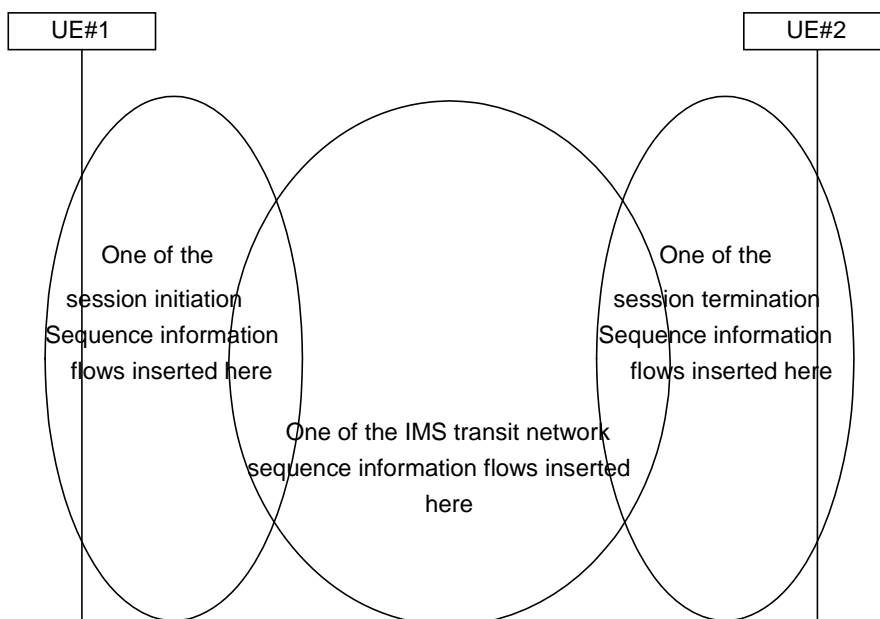 UE#1
UE#2
One of the
session initiation
Sequence information
flows inserted here
One of the IMS transit network
sequence information flows inserted
here
One of the
session termination
Sequence information
flows inserted here